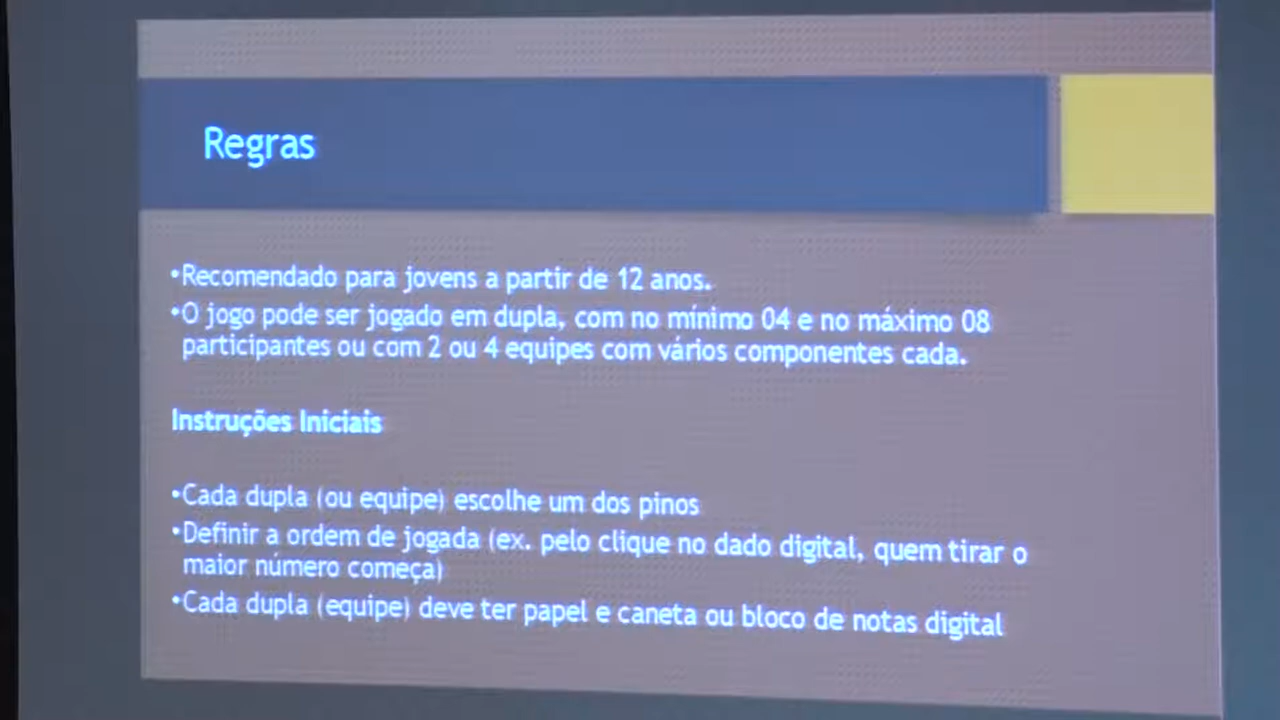 Regras
•Recomendado para jovens a partir de 12 anos.
•O jogo pode ser jogado em dupla, com no mínimo 04 e no máximo 08
participantes ou com 2 ou 4 equipes com vários componentes cada.
Instruções Iniciais
•Cada dupla (ou equipe) escolhe um dos pinos
•Definir a ordem de jogada (ex. pelo clique no dado digital, quem tirar o
maior número começa)
•Cada dupla (equipe) deve ter papel e caneta ou bloco de notas digital